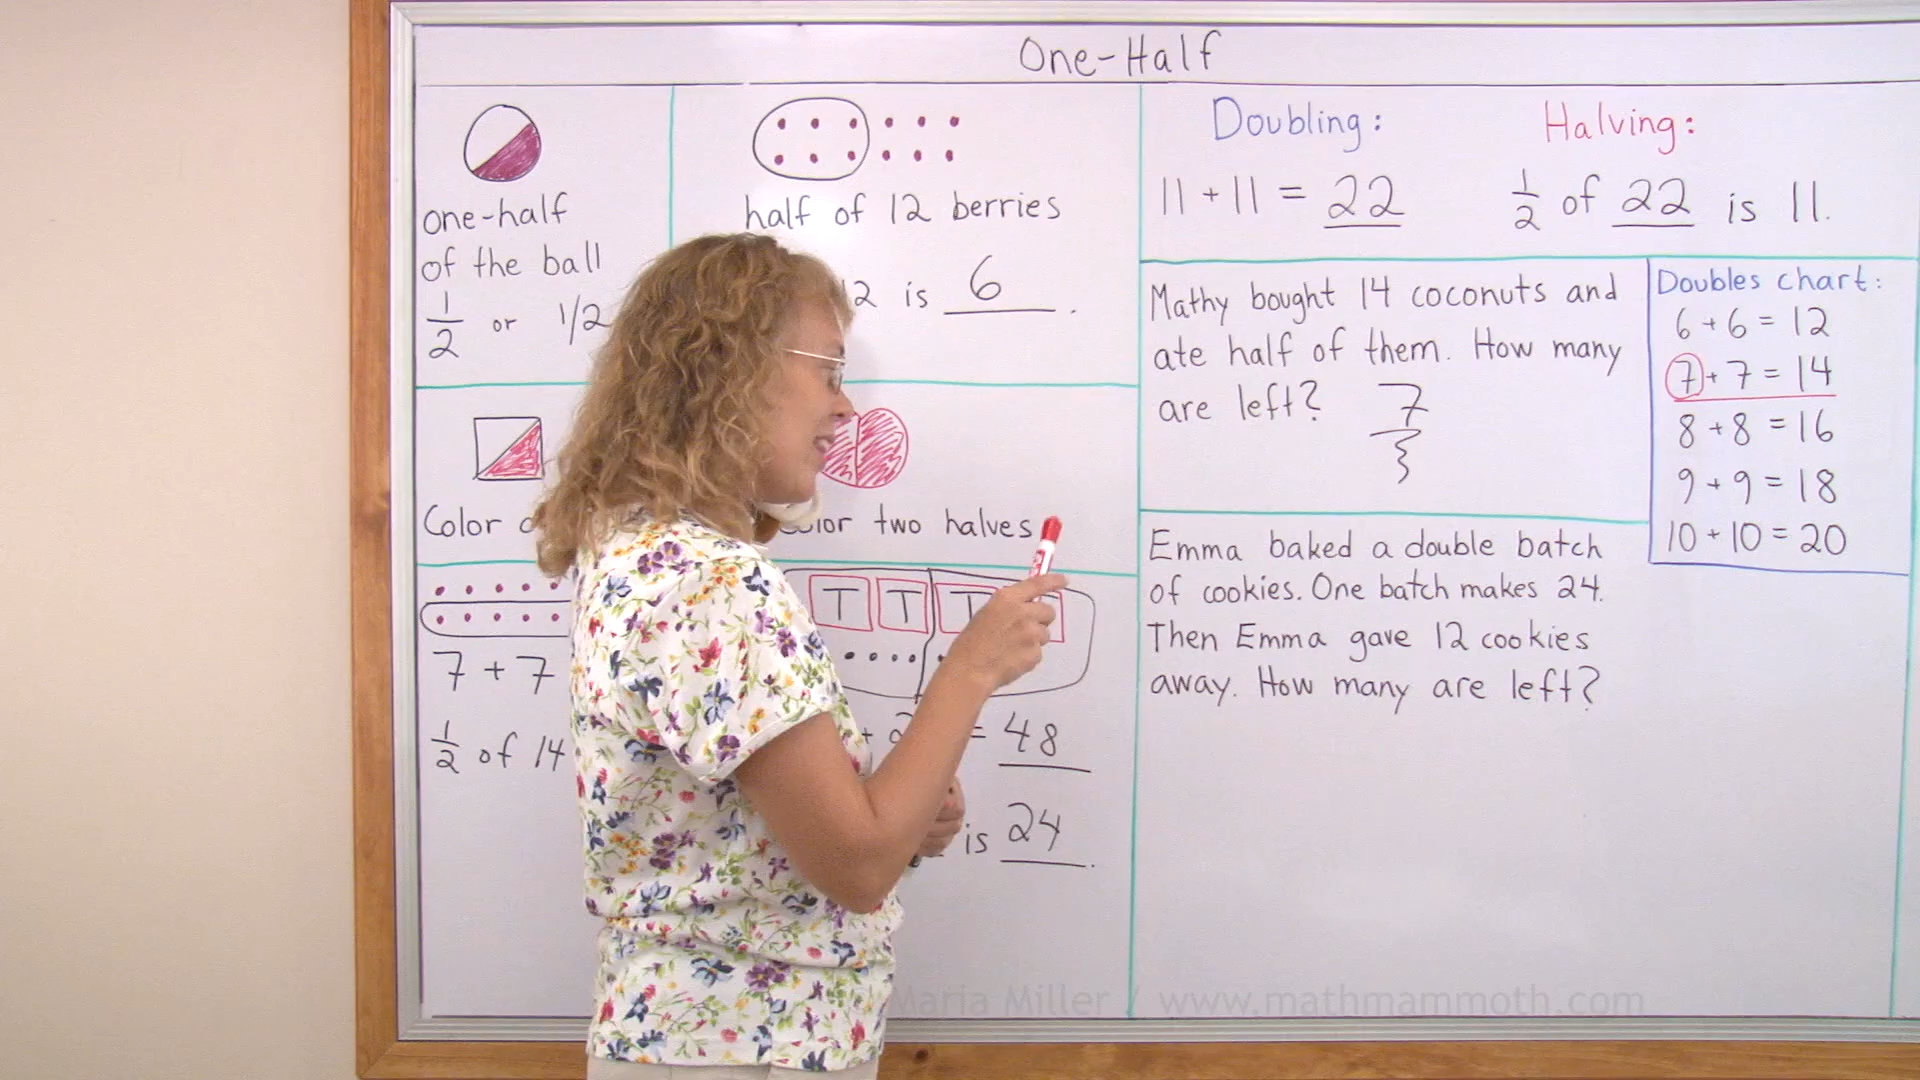 One-Half
one-half
of the ball
1/2 or 1/2
half of 12 berries
12 is 6.
Color
Color two halves
7 + 7
1/2 of 14
T T T
= 48
is 24.
Doubling:
11 + 11 = 22
Halving:
1/2 of 22 is 11.
Mathy bought 14 coconuts and
ate half of them. How many
are left? 7
Doubles chart:
6 + 6 = 12
7 + 7 = 14
8 + 8 = 16
9 + 9 = 18
10 + 10 = 20
Emma baked a double batch
of cookies. One batch makes 24.
Then Emma gave 12 cookies
away. How many are left?
Maria Miller / www.mathmammoth.com